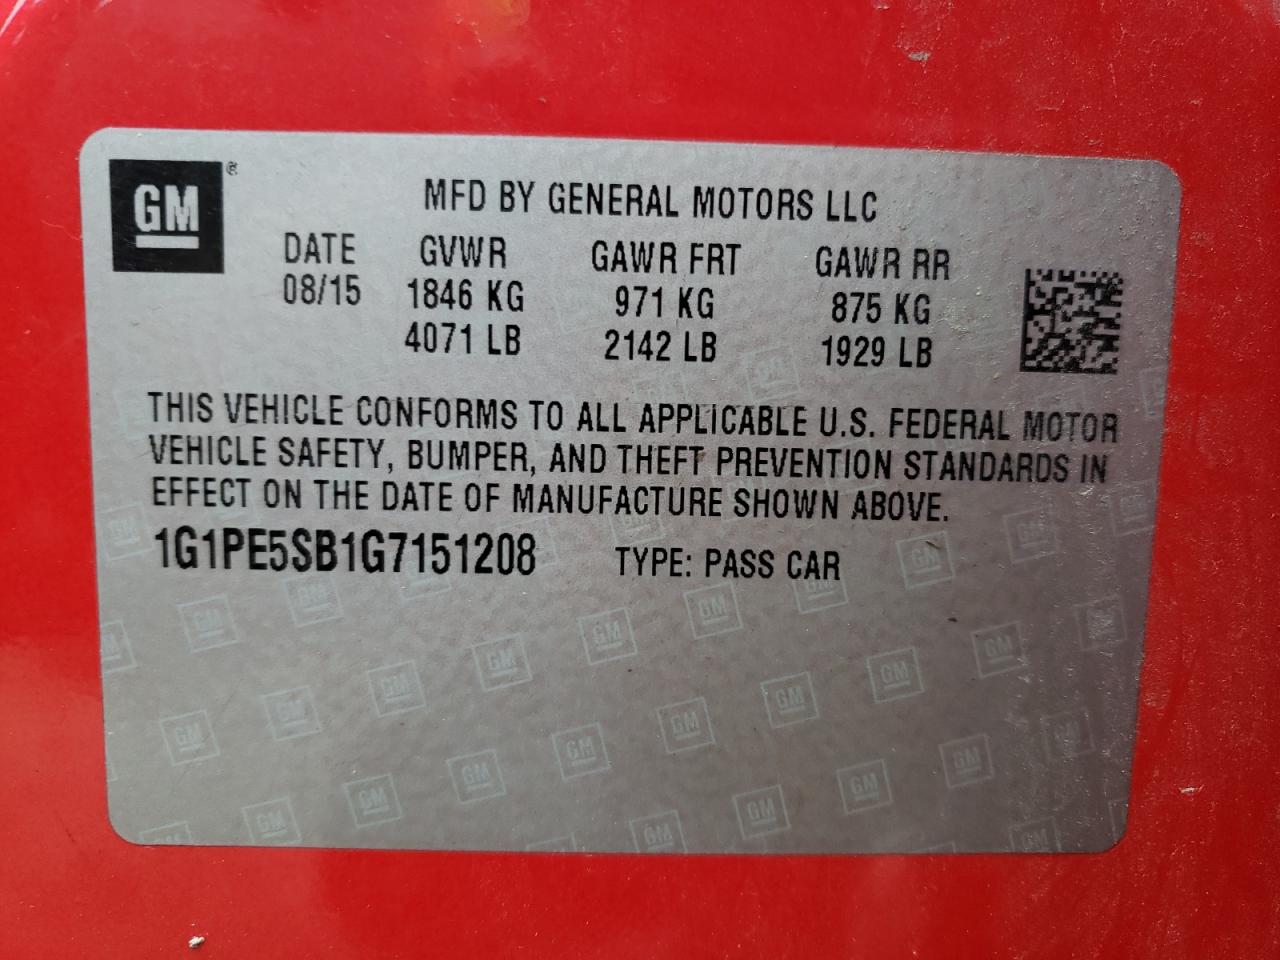 GM®
MFD BY GENERAL MOTORS LLC
DATE GVWR GAWR FRT GAWR RR
08/15 1846 KG 971 KG 875 KG
4071 LB 2142 LB 1929 LB
THIS VEHICLE CONFORMS TO ALL APPLICABLE U.S. FEDERAL MOTOR
VEHICLE SAFETY, BUMPER, AND THEFT PREVENTION STANDARDS IN
EFFECT ON THE DATE OF MANUFACTURE SHOWN ABOVE.
1G1PE5SB1G7151208 TYPE: PASS CAR